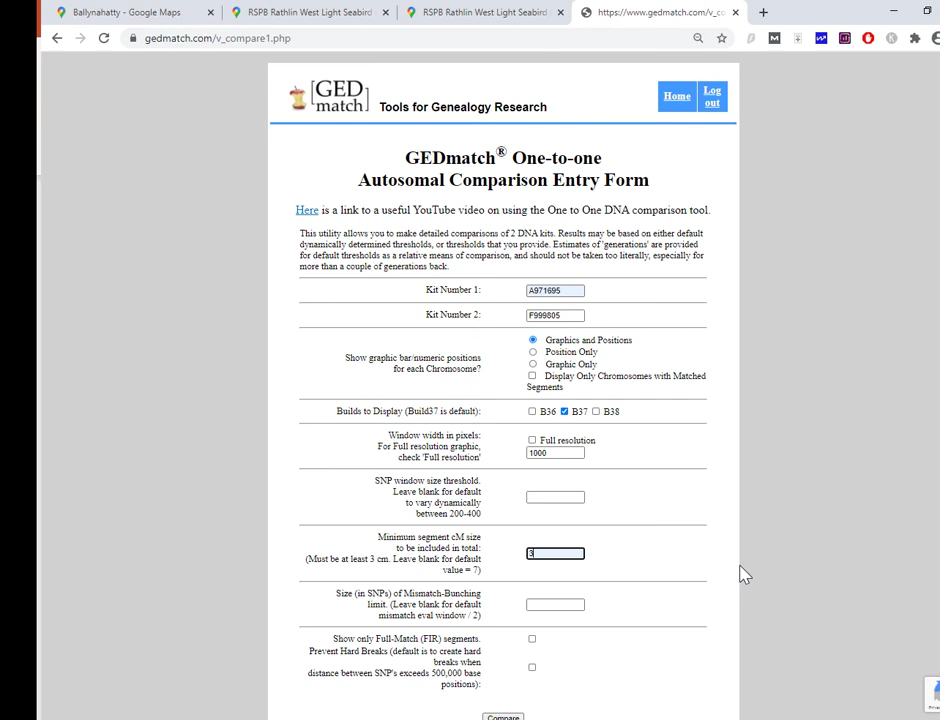 Ballynahatty - Google Maps
RSPB Rathlin West Light Seabird
RSPB Rathlin West Light Seabird
https://www.gedmatch.com/v_co
gedmatch.com/v_compare1.php
GED
match
Tools for Genealogy Research
Home
Log
out
GEDmatch® One-to-one
Autosomal Comparison Entry Form
Here is a link to a useful YouTube video on using the One to One DNA comparison tool.
This utility allows you to make detailed comparisons of 2 DNA kits. Results may be based on either default
dynamically determined thresholds, or thresholds that you provide. Estimates of 'generations' are provided
for default thresholds as a relative means of comparison, and should not be taken too literally, especially for
more than a couple of generations back.
Kit Number 1:
A971695
Kit Number 2:
F999805
Show graphic bar/numeric positions
for each Chromosome?
Graphics and Positions
Position Only
Graphic Only
Display Only Chromosomes with Matched
Segments
Builds to Display (Build37 is default):
B36 B37 B38
Window width in pixels:
For Full resolution graphic,
check 'Full resolution'
Full resolution
1000
SNP window size threshold.
Leave blank for default
to vary dynamically
between 200-400
Minimum segment cM size
to be included in total:
(Must be at least 3 cm. Leave blank for default
value = 7)
3
Size (in SNPs) of Mismatch-Bunching
limit. (Leave blank for default
mismatch eval window / 2)
Show only Full-Match (FIR) segments.
Prevent Hard Breaks (default is to create hard
breaks when
distance between SNP's exceeds 500,000 base
positions):
Compare